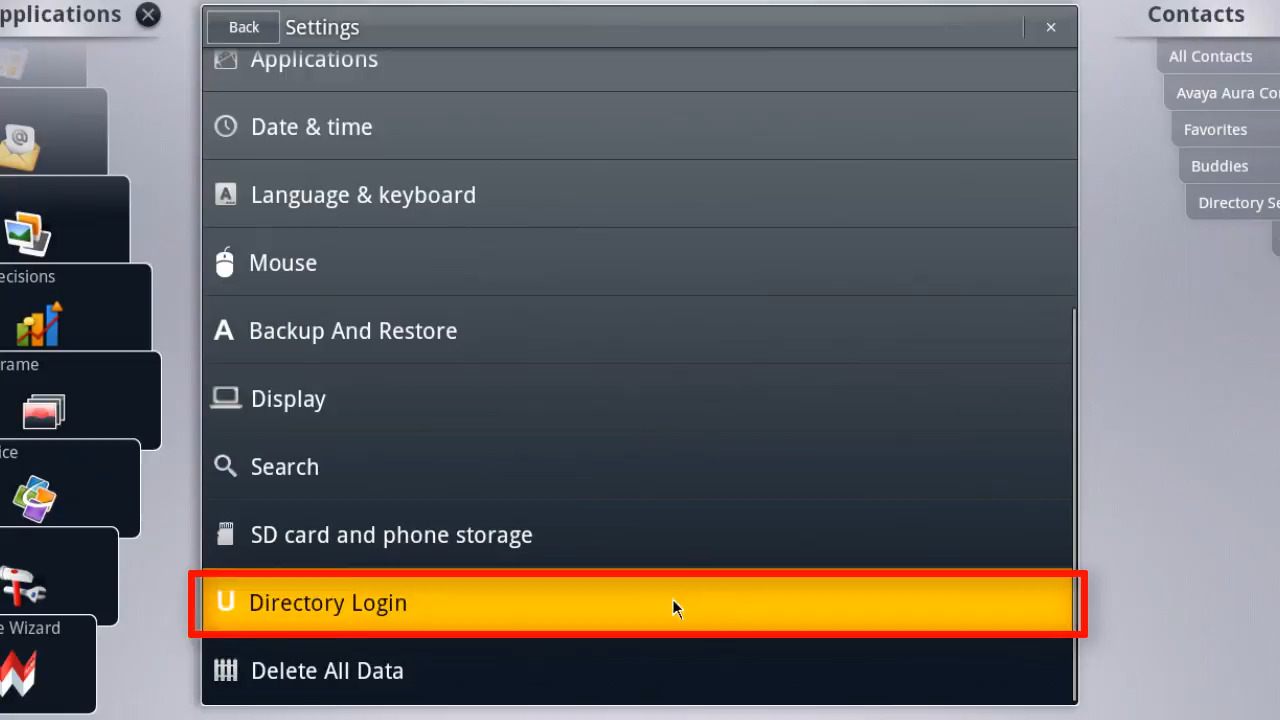 pplications
Back
Settings
Contacts
Applications
Date & time
Language & keyboard
Mouse
Backup And Restore
Display
Search
SD card and phone storage
Directory Login
Delete All Data
ecisions
rame
ice
e Wizard
All Contacts
Avaya Aura Co
Favorites
Buddies
Directory Se